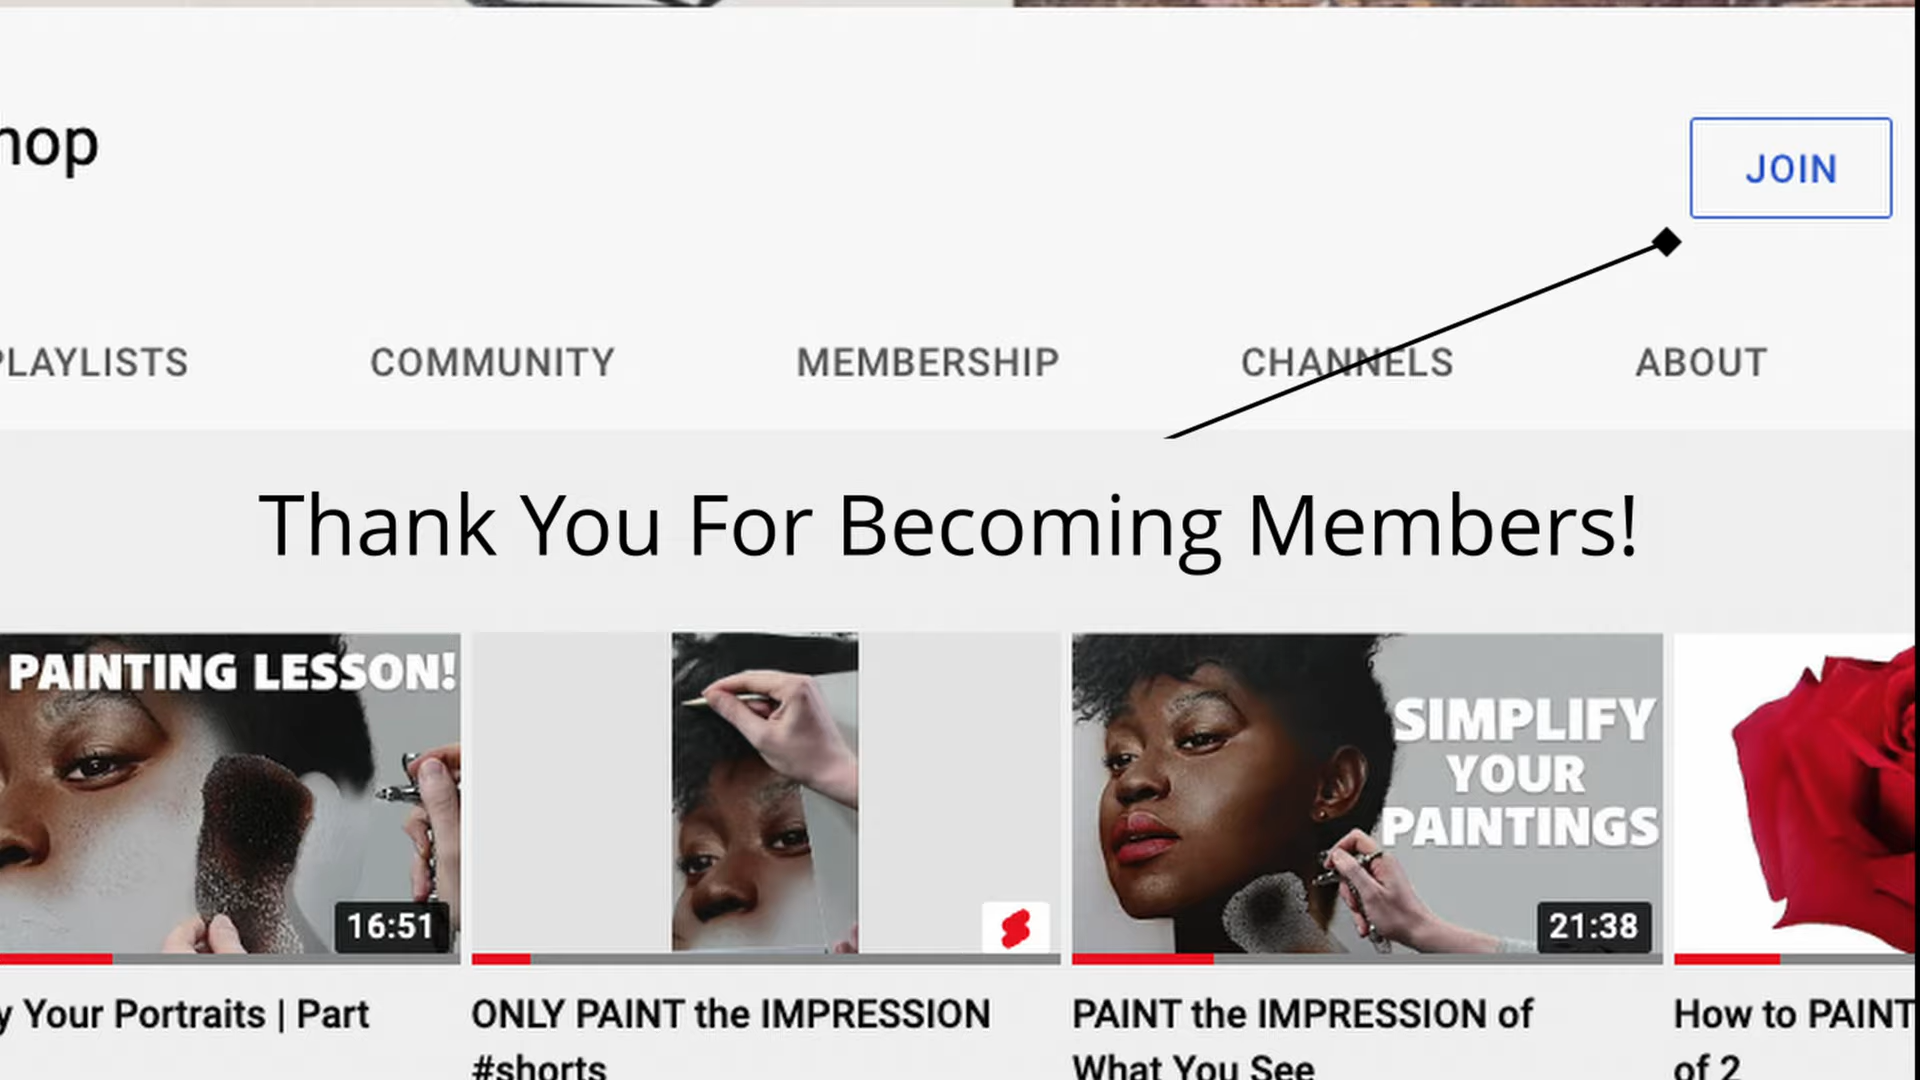 hop
JOIN
PLAYLISTS COMMUNITY MEMBERSHIP CHANNELS ABOUT
Thank You For Becoming Members!
PAINTING LESSON!
16:51
SIMPLIFY
YOUR
PAINTINGS
21:38
y Your Portraits | Part
ONLY PAINT the IMPRESSION
#shorts
PAINT the IMPRESSION of
What You See
How to PAINT
of 2